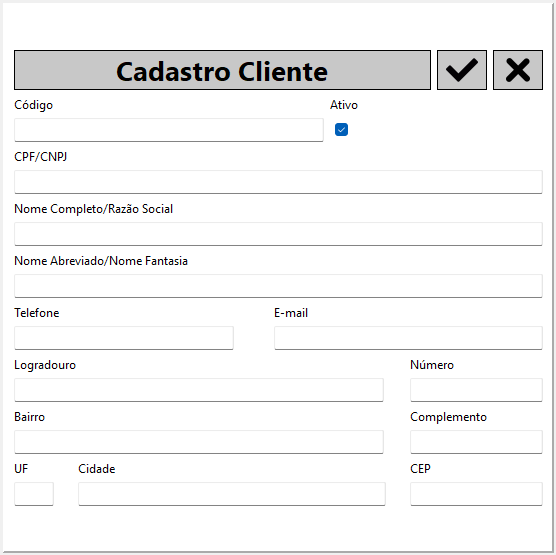 Cadastro Cliente
Código Ativo
CPF/CNPJ
Nome Completo/Razão Social
Nome Abreviado/Nome Fantasia
Telefone E-mail
Logradouro Número
Bairro Complemento
UF Cidade CEP